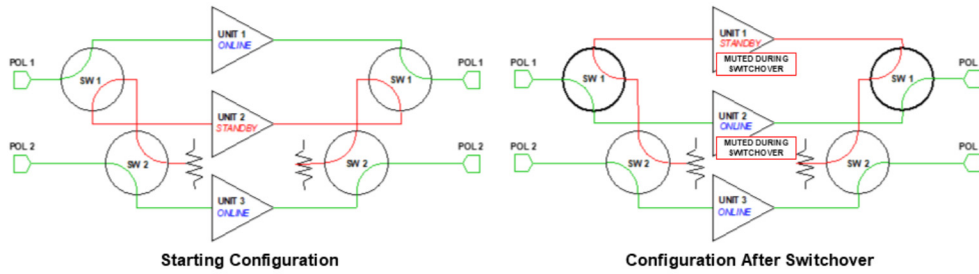 UNIT 1
ONLINE
POL 1
SW 1
SW 1
POL 1
UNIT 2
STANDBY
POL 2
SW 2
SW 2
POL 2
UNIT 3
ONLINE
Starting Configuration
UNIT 1
STANDBY
MUTED DURING
SWITCHOVER
POL 1
SW 1
SW 1
POL 1
UNIT 2
ONLINE
MUTED DURING
SWITCHOVER
POL 2
SW 2
SW 2
POL 2
UNIT 3
ONLINE
Configuration After Switchover